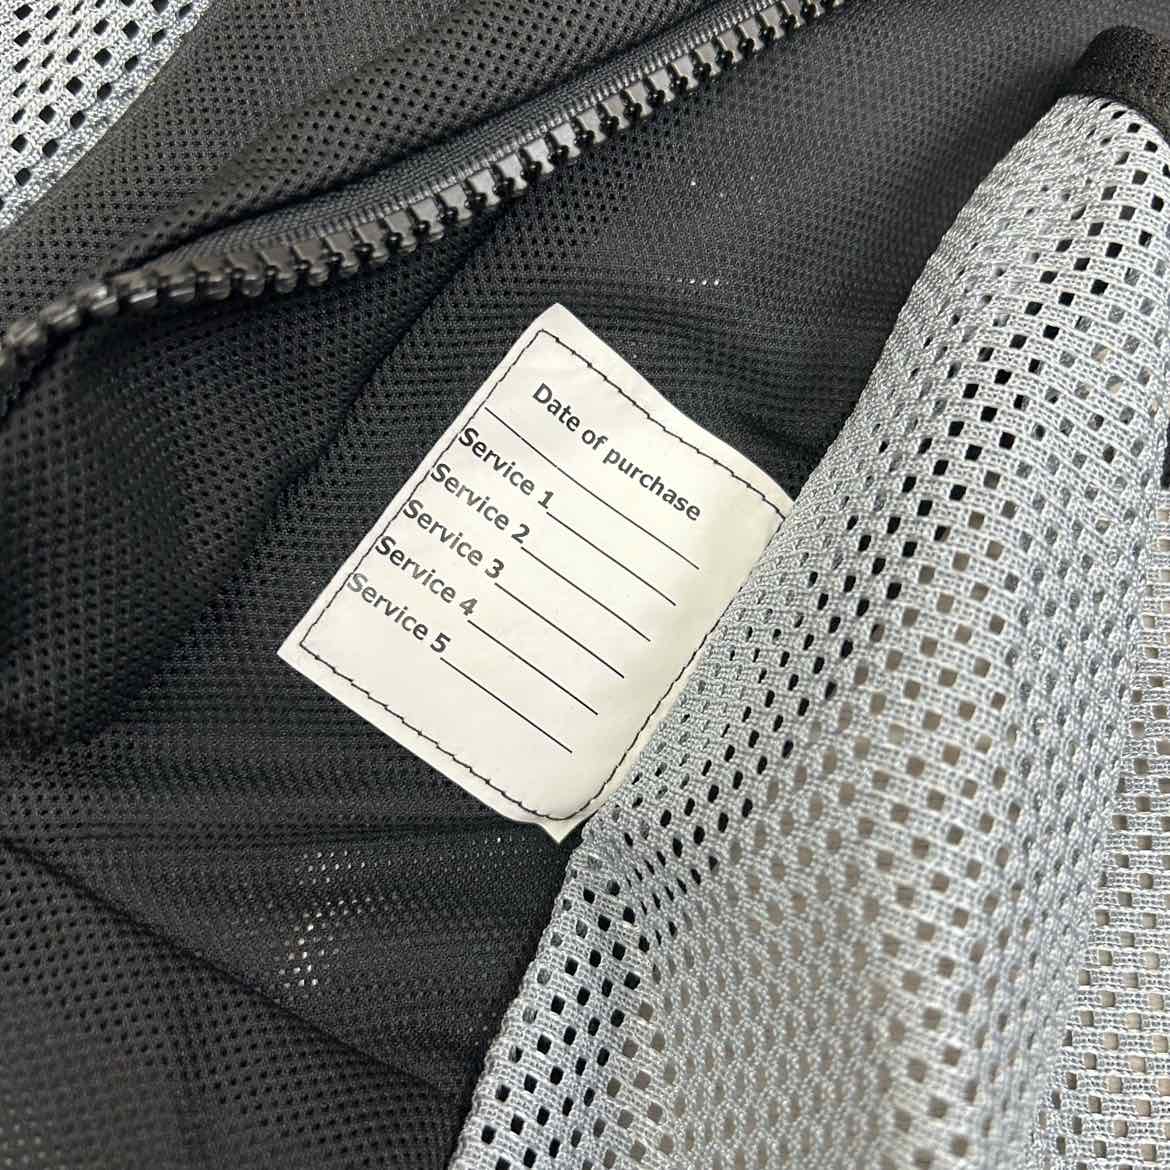 Date of purchase
Service 1
Service 2
Service 3
Service 4
Service 5